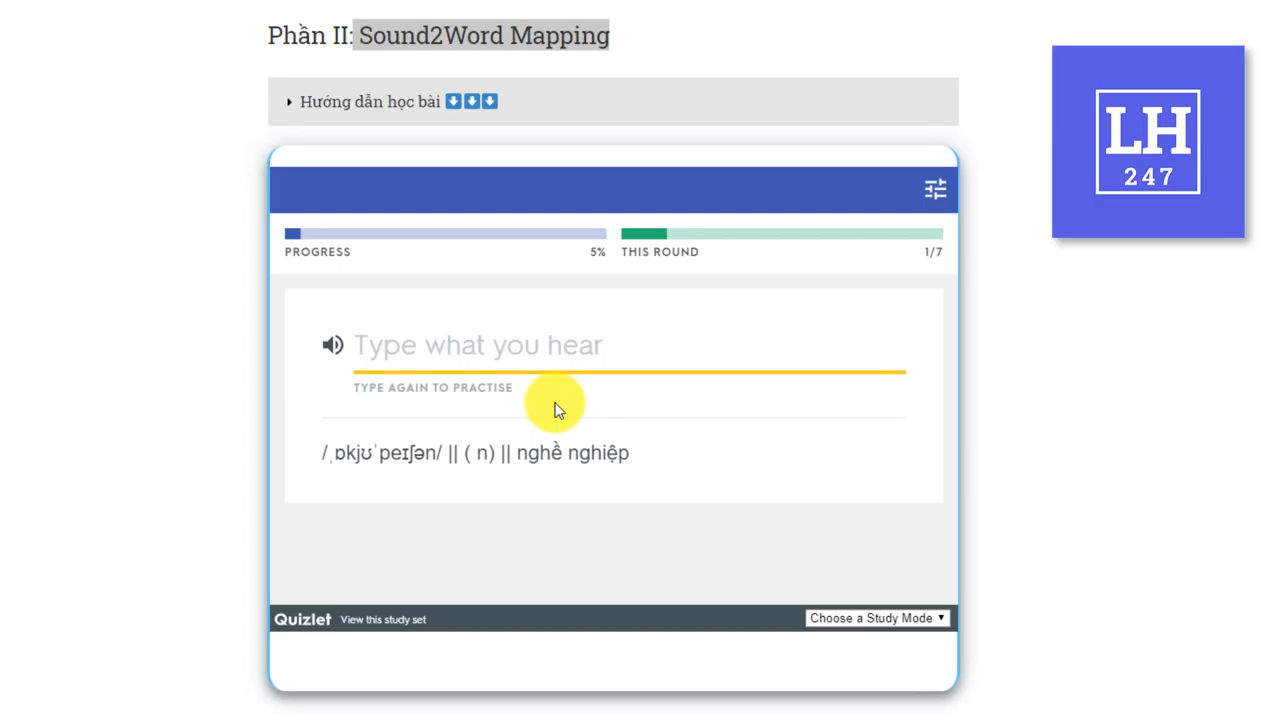 Phần II: Sound2Word Mapping
Hướng dẫn học bài
LH
247
PROGRESS 5% THIS ROUND 1/7
Type what you hear
TYPE AGAIN TO PRACTISE
/ˌɒkjʊˈpeɪʃən/ || ( n) || nghề nghiệp
Quizlet View this study set Choose a Study Mode